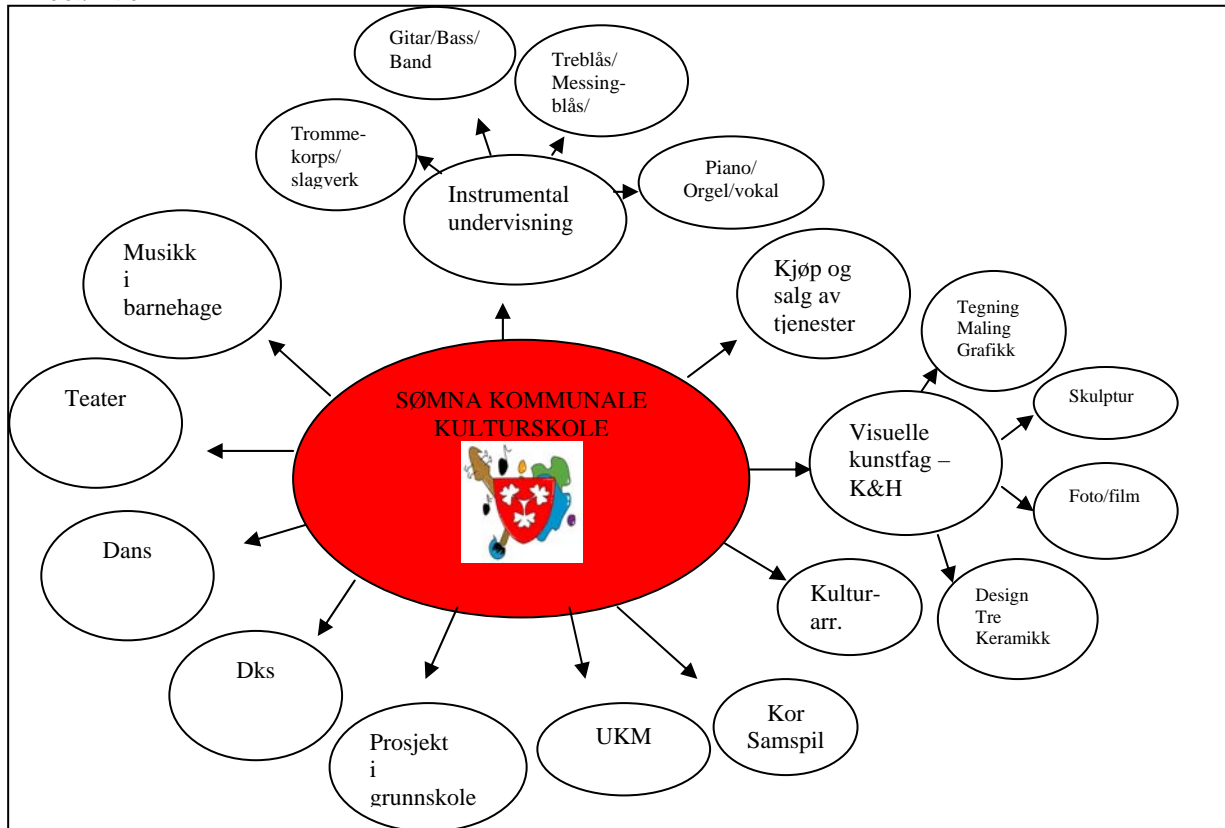 Gitar/Bass/
Band
Treblås/
Messing-
blås/
Tromme-
korps/
slagverk
Piano/
Orgel/vokal
Instrumental
undervisning
Musikk
i
barnehage
Kjøp og
salg av
tjenester
Tegning
Maling
Grafikk
Teater
SØMNA KOMMUNALE
KULTURSKOLE
Skulptur
Visuelle
kunstfag –
K&H
Foto/film
Dans
Kultur-
arr.
Design
Tre
Keramikk
Dks
Prosjekt
i
grunnskole
UKM
Kor
Samspil